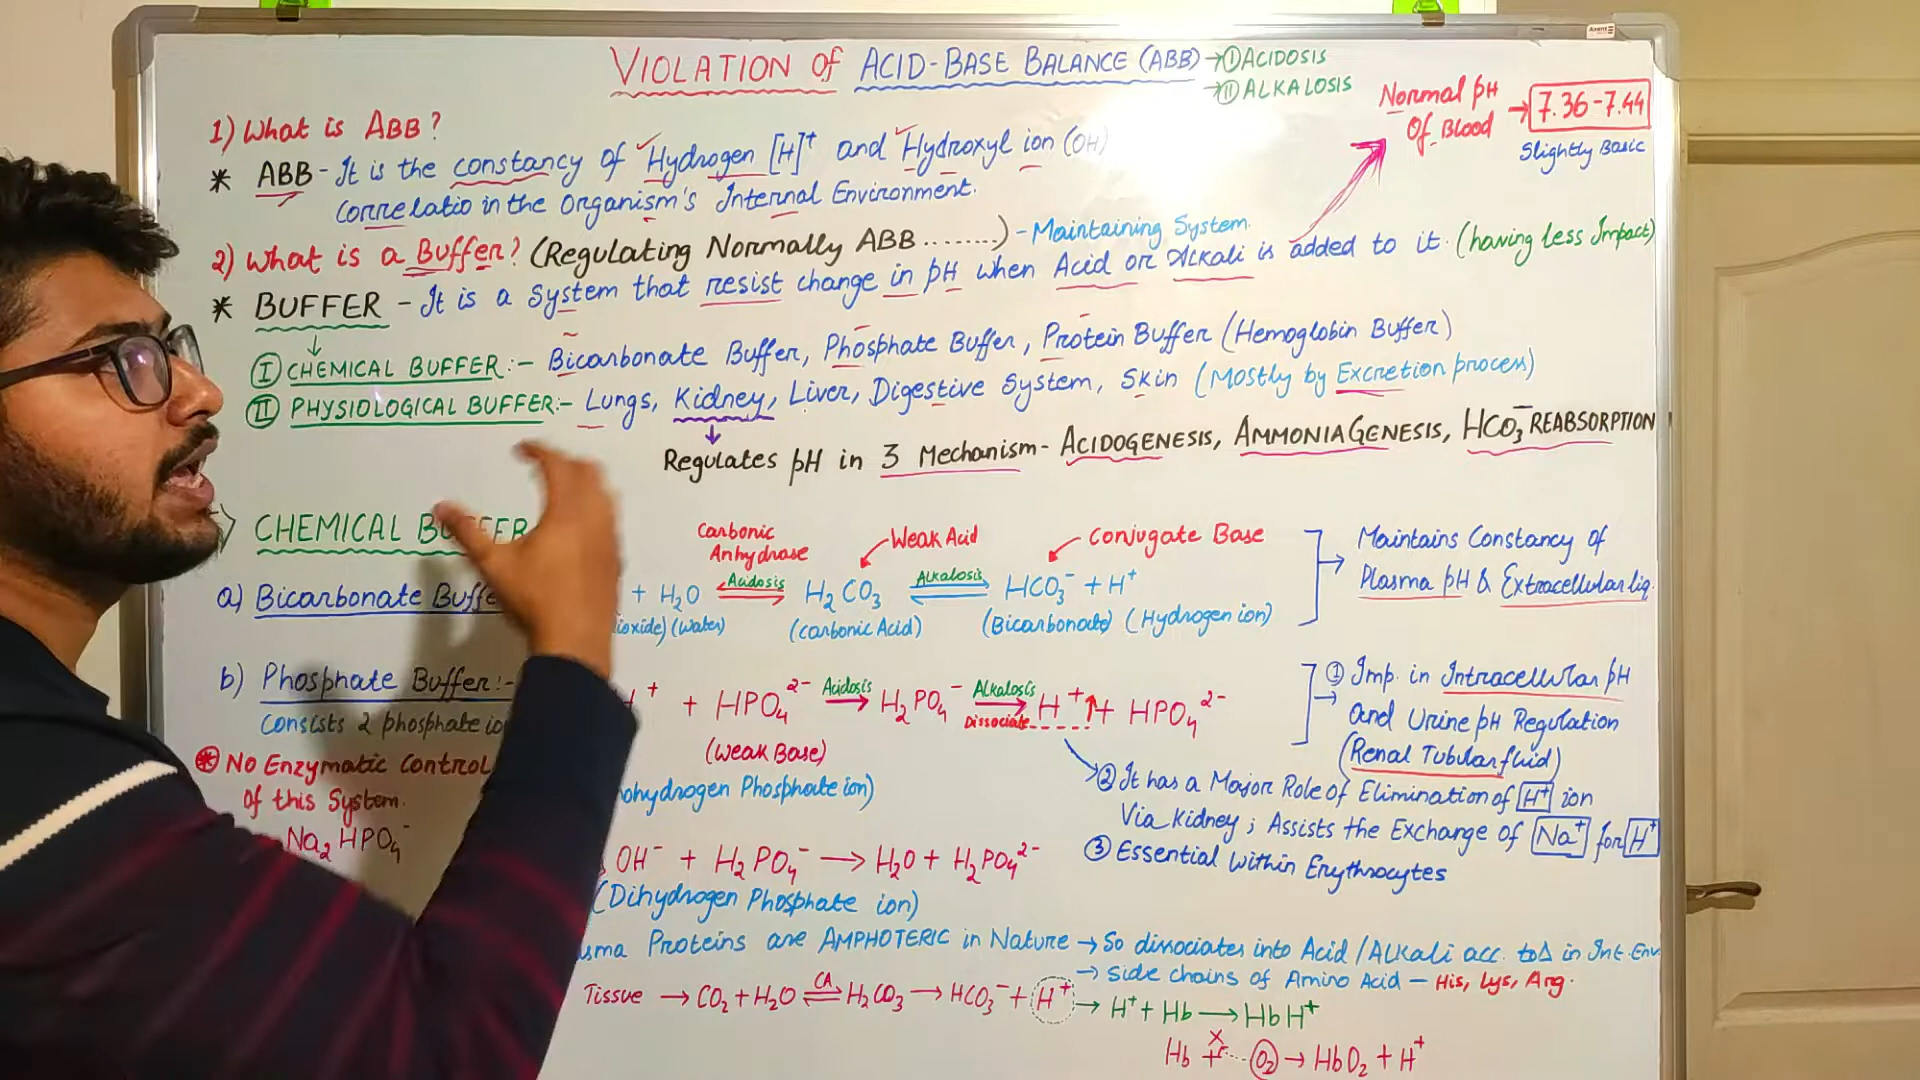 VIOLATION OF ACID-BASE BALANCE (ABB) → I ACIDOSIS
→ II ALKALOSIS
Normal pH Of Blood → 7.36-7.44
Slightly Basic
1) What is ABB?
* ABB - It is the constancy of Hydrogen [H]⁺ and Hydroxyl ion (OH)
Correlatio in the Organism's Internal Environment.
2) What is a Buffer? (Regulating Normally ABB ........) - Maintaining System.
* BUFFER - It is a System that resist change in pH when Acid or Alkali is added to it. (having less Impact)
↓
I CHEMICAL BUFFER :- Bicarbonate Buffer, Phosphate Buffer, Protein Buffer (Hemoglobin Buffer)
II PHYSIOLOGICAL BUFFER:- Lungs, Kidney, Liver, Digestive System, Skin (Mostly by Excretion process)
↓
Regulates pH in 3 Mechanism- ACIDOGENESIS, AMMONIAGENESIS, HCO₃⁻ REABSORPTION
CHEMICAL BUFFER
Carbonic Anhydrase
Weak Acid
Conjugate Base
a) Bicarbonate Buffe
+ H₂O ⇌ Acidosis H₂CO₃ ⇌ Alkalosis HCO₃⁻ + H⁺
ioxide) (Water) (Carbonic Acid) (Bicarbonate) (Hydrogen ion)
→ Maintains Constancy of
Plasma pH & Extracellular liq.
b) Phosphate Buffer:-
Consists 2 phosphate io
* No Enzymatic Control
Of this System.
Na₂HPO₄⁻
H⁺ + HPO₄²⁻ Acidosis → H₂PO₄⁻ Alkalosis → Dissociate H⁺↑ + HPO₄²⁻
(Weak Base)
ohydrogen Phosphate ion)
→ ① Imp. in Intracellular pH
and Urine pH Regulation
(Renal Tubular fluid)
② It has a Major Role of Elimination of H⁺ ion
Via Kidney ; Assists the Exchange of Na⁺ for H⁺
③ Essential Within Erythrocytes
OH⁻ + H₂PO₄⁻ → H₂O + H₂PO₄²⁻
(Dihydrogen Phosphate ion)
sma Proteins are AMPHOTERIC in Nature → So dissociates into Acid/Alkali acc. to Δ in Int. Env
→ Side chains of Amino Acid - His, Lys, Arg.
Tissue → CO₂ + H₂O ⇌ CA H₂CO₃ → HCO₃⁻ + H⁺ → H⁺ + Hb → HbH⁺
Hb + O₂ → HbO₂ + H⁺